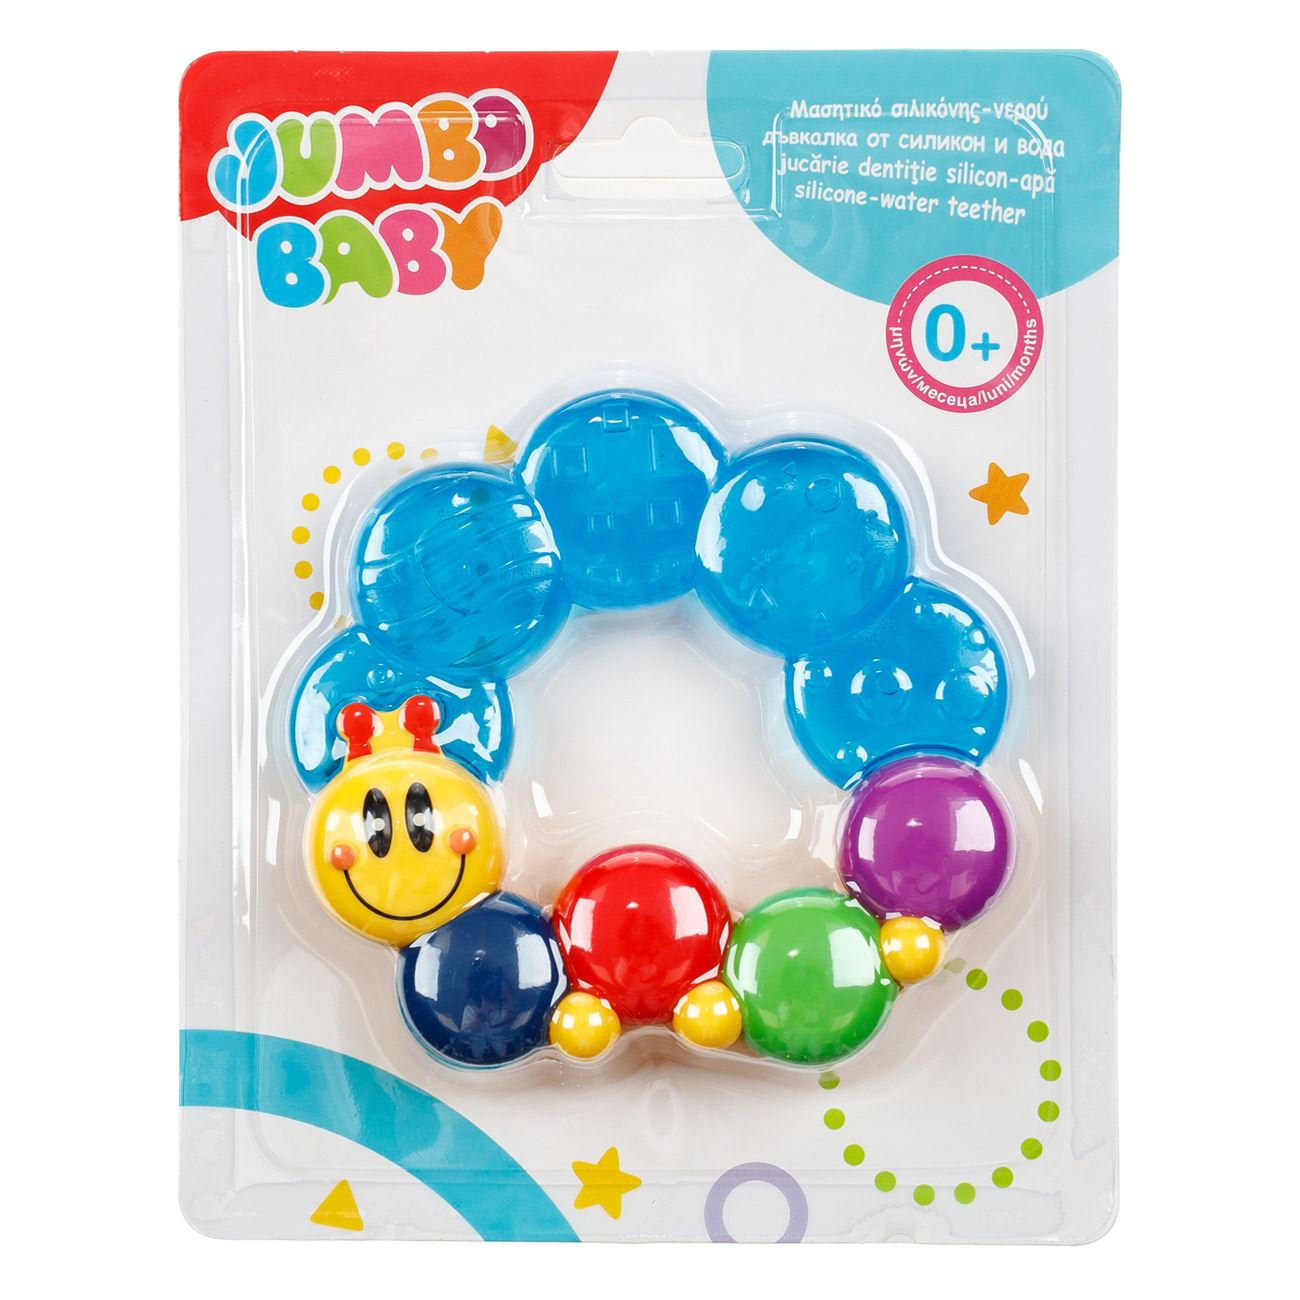 JUMBO
BABY
Μασητικό σιλικόνης-νερού
дъвкалка от силикон и вода
jucărie dentiţie silicon-apă
silicone-water teether
0+
μηνών/месеца/luni/months